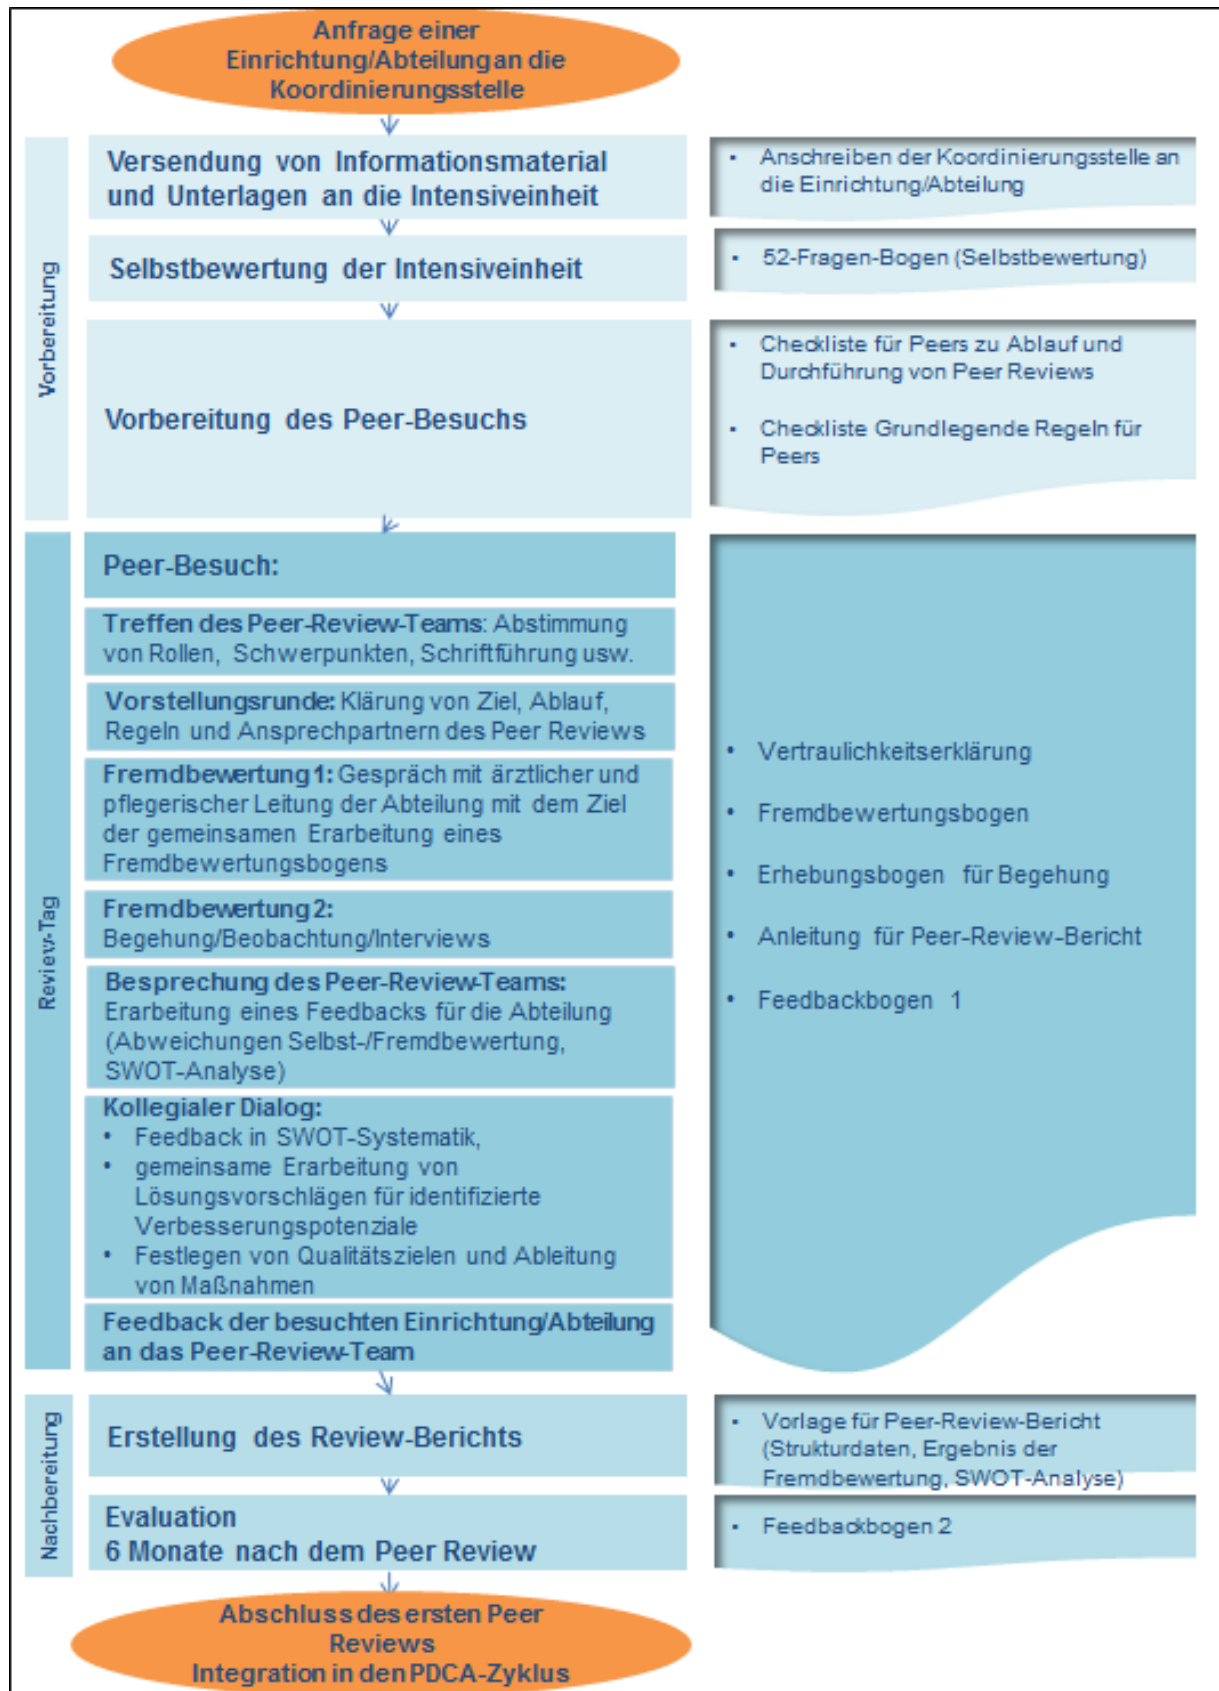 Anfrage einer
Einrichtung/Abteilung an die
Koordinierungsstelle
Vorbereitung
Versendung von Informationsmaterial
und Unterlagen an die Intensiveinheit
• Anschreiben der Koordinierungsstelle an
die Einrichtung/Abteilung
Selbstbewertung der Intensiveinheit
• 52-Fragen-Bogen (Selbstbewertung)
Vorbereitung des Peer-Besuchs
• Checkliste für Peers zu Ablauf und
Durchführung von Peer Reviews
• Checkliste Grundlegende Regeln für
Peers
Review-Tag
Peer-Besuch:
Treffen des Peer-Review-Teams: Abstimmung
von Rollen, Schwerpunkten, Schriftführung usw.
Vorstellungsrunde: Klärung von Ziel, Ablauf,
Regeln und Ansprechpartnern des Peer Reviews
Fremdbewertung 1: Gespräch mit ärztlicher und
pflegerischer Leitung der Abteilung mit dem Ziel
der gemeinsamen Erarbeitung eines
Fremdbewertungsbogens
Fremdbewertung 2:
Begehung/Beobachtung/Interviews
Besprechung des Peer-Review-Teams:
Erarbeitung eines Feedbacks für die Abteilung
(Abweichungen Selbst-/Fremdbewertung,
SWOT-Analyse)
Kollegialer Dialog:
• Feedback in SWOT-Systematik,
• gemeinsame Erarbeitung von
Lösungsvorschlägen für identifizierte
Verbesserungspotenziale
• Festlegen von Qualitätszielen und Ableitung
von Maßnahmen
Feedback der besuchten Einrichtung/Abteilung
an das Peer-Review-Team
• Vertraulichkeitserklärung
• Fremdbewertungsbogen
• Erhebungsbogen für Begehung
• Anleitung für Peer-Review-Bericht
• Feedbackbogen 1
Nachbereitung
Erstellung des Review-Berichts
• Vorlage für Peer-Review-Bericht
(Strukturdaten, Ergebnis der
Fremdbewertung, SWOT-Analyse)
Evaluation
6 Monate nach dem Peer Review
• Feedbackbogen 2
Abschluss des ersten Peer
Reviews
Integration in den PDCA-Zyklus